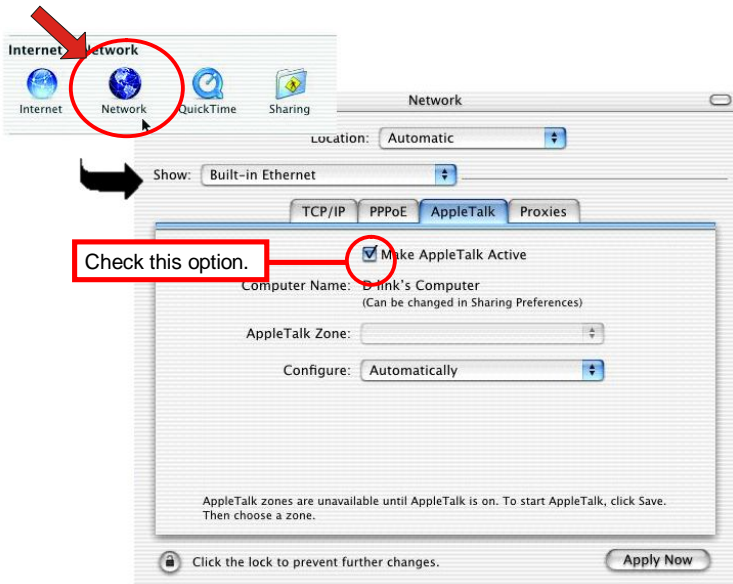 Internet & Network
Internet
Network
QuickTime
Sharing
Network
Location: Automatic
Show: Built-in Ethernet
TCP/IP PPPoE AppleTalk Proxies
Check this option.
Make AppleTalk Active
Computer Name: D-link's Computer
(Can be changed in Sharing Preferences)
AppleTalk Zone:
Configure: Automatically
AppleTalk zones are unavailable until AppleTalk is on. To start AppleTalk, click Save.
Then choose a zone.
Click the lock to prevent further changes.
Apply Now